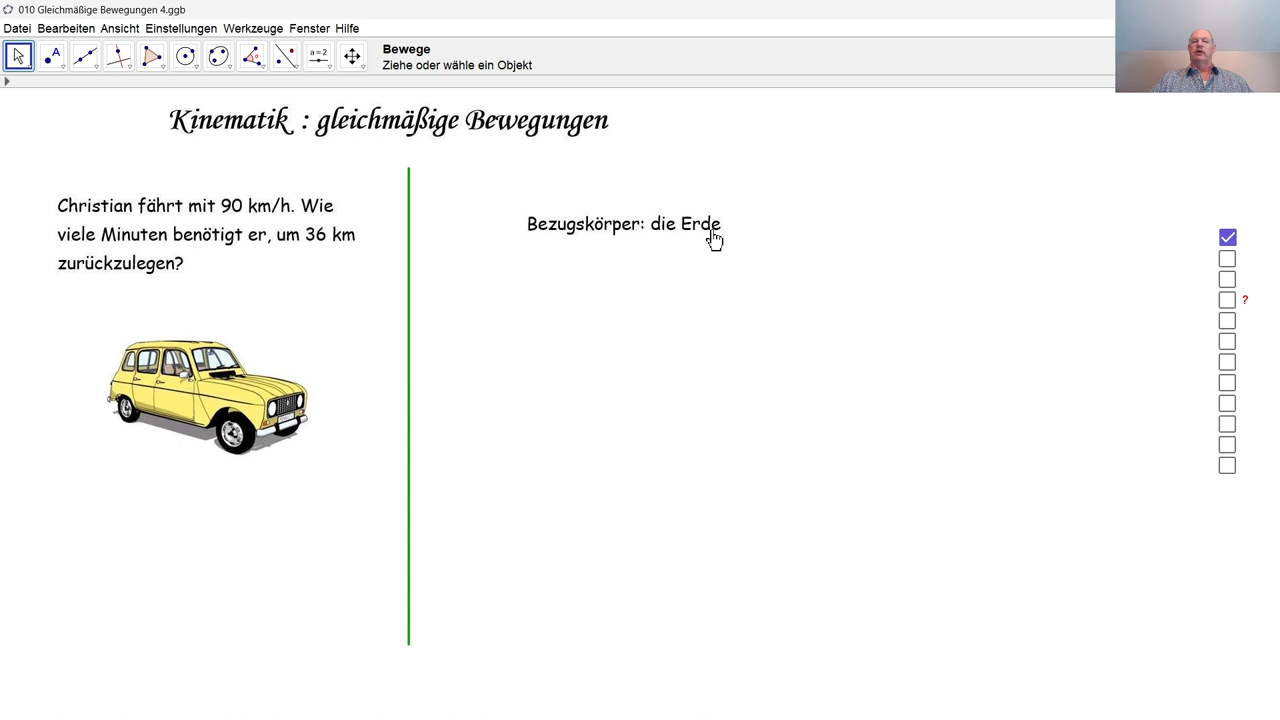 010 Gleichmäßige Bewegungen 4.ggb
Datei Bearbeiten Ansicht Einstellungen Werkzeuge Fenster Hilfe
A
a=2
Bewege
Ziehe oder wähle ein Objekt
Kinematik : gleichmäßige Bewegungen
Christian fährt mit 90 km/h. Wie
viele Minuten benötigt er, um 36 km
zurückzulegen?
Bezugskörper: die Erde
?